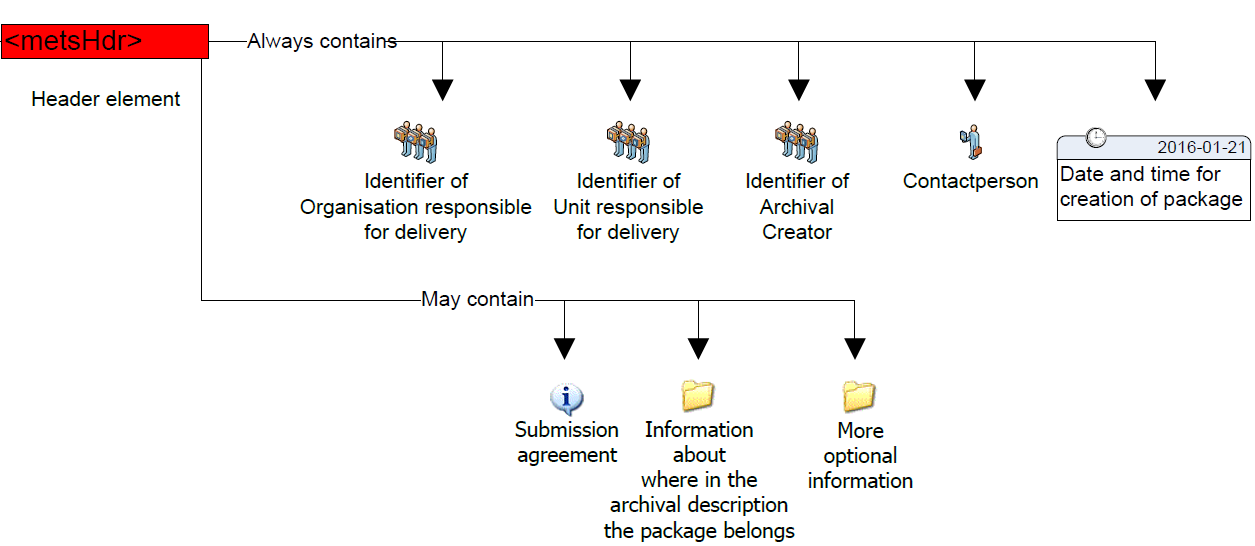 <metsHdr>
Always contains
Header element
Identifier of
Organisation responsible
for delivery
Identifier of
Unit responsible
for delivery
Identifier of
Archival
Creator
Contactperson
2016-01-21
Date and time for
creation of package
May contain
Submission
agreement
Information
about
where in the
archival description
the package belongs
More
optional
information